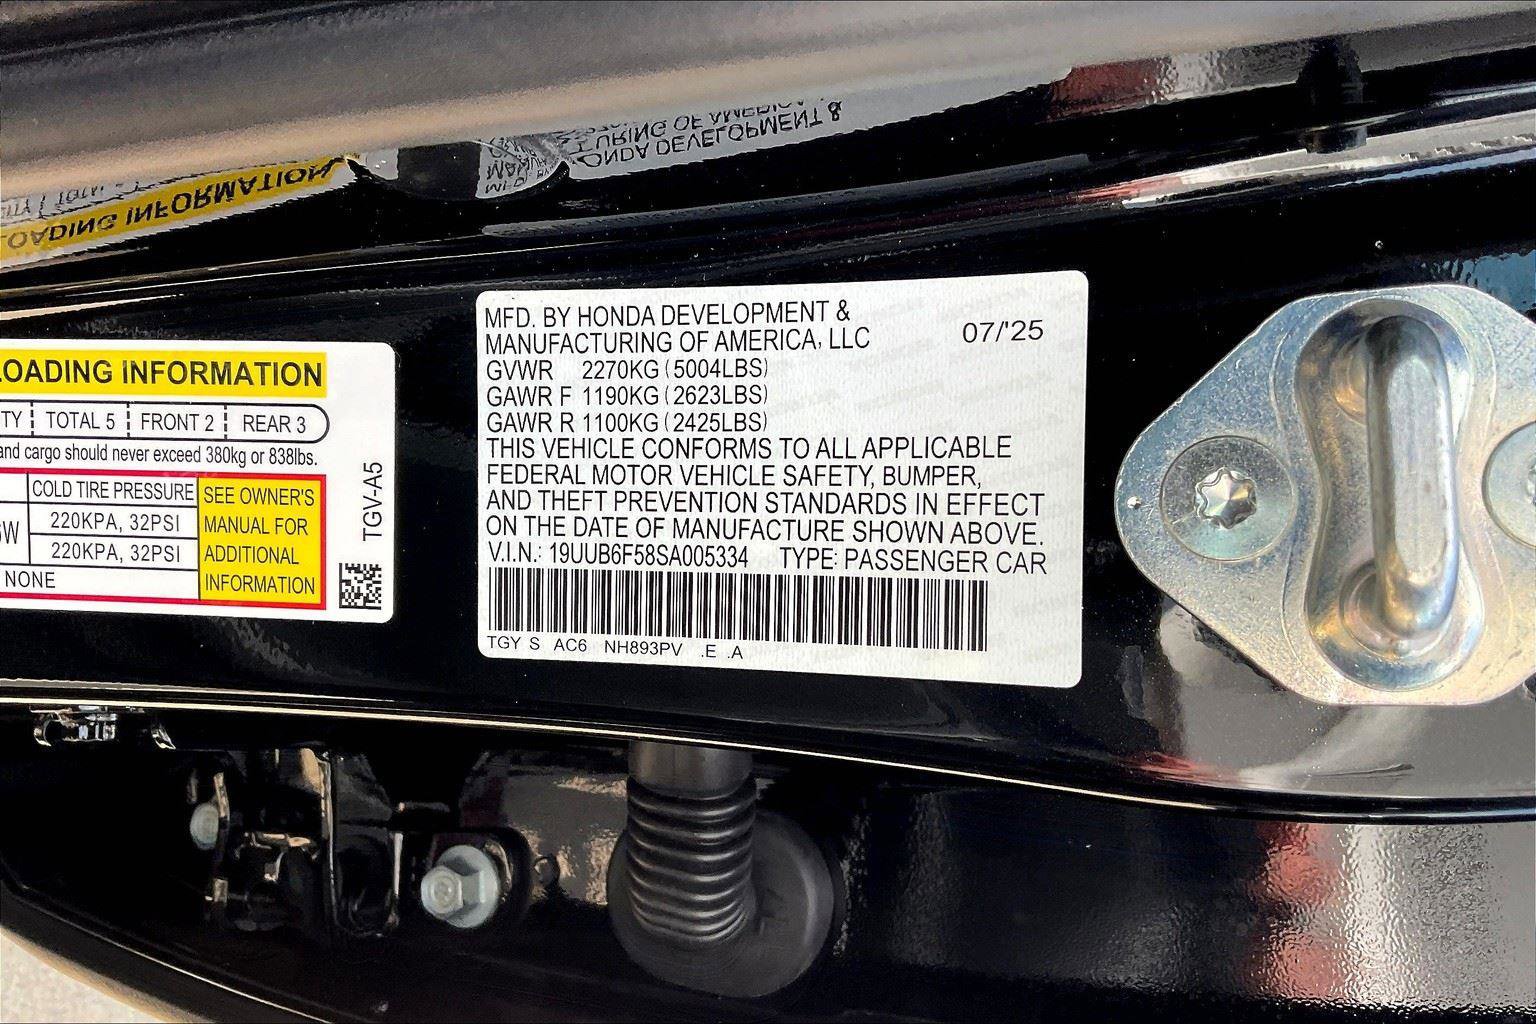 LOADING INFORMATION
TOTAL 5 FRONT 2 REAR 3
and cargo should never exceed 380kg or 838lbs.
COLD TIRE PRESSURE
220KPA, 32PSI
220KPA, 32PSI
NONE
SEE OWNER'S
MANUAL FOR
ADDITIONAL
INFORMATION
TGV-A5
MFD. BY HONDA DEVELOPMENT &
MANUFACTURING OF AMERICA, LLC 07/'25
GVWR 2270KG (5004LBS)
GAWR F 1190KG (2623LBS)
GAWR R 1100KG (2425LBS)
THIS VEHICLE CONFORMS TO ALL APPLICABLE
FEDERAL MOTOR VEHICLE SAFETY, BUMPER,
AND THEFT PREVENTION STANDARDS IN EFFECT
ON THE DATE OF MANUFACTURE SHOWN ABOVE.
V.I.N.: 19UUB6F58SA005334 TYPE: PASSENGER CAR
TGY S AC6 NH893PV .E .A